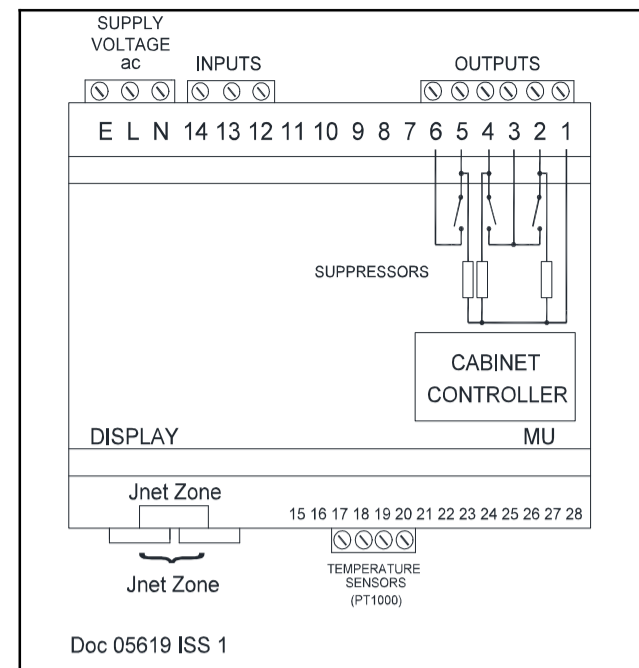 SUPPLY
VOLTAGE
ac
INPUTS
OUTPUTS
E L N 14 13 12 11 10 9 8 7 6 5 4 3 2 1
SUPPRESSORS
CABINET
CONTROLLER
DISPLAY
MU
Jnet Zone
15 16 17 18 19 20 21 22 23 24 25 26 27 28
Jnet Zone
TEMPERATURE
SENSORS
(PT1000)
Doc 05619 ISS 1